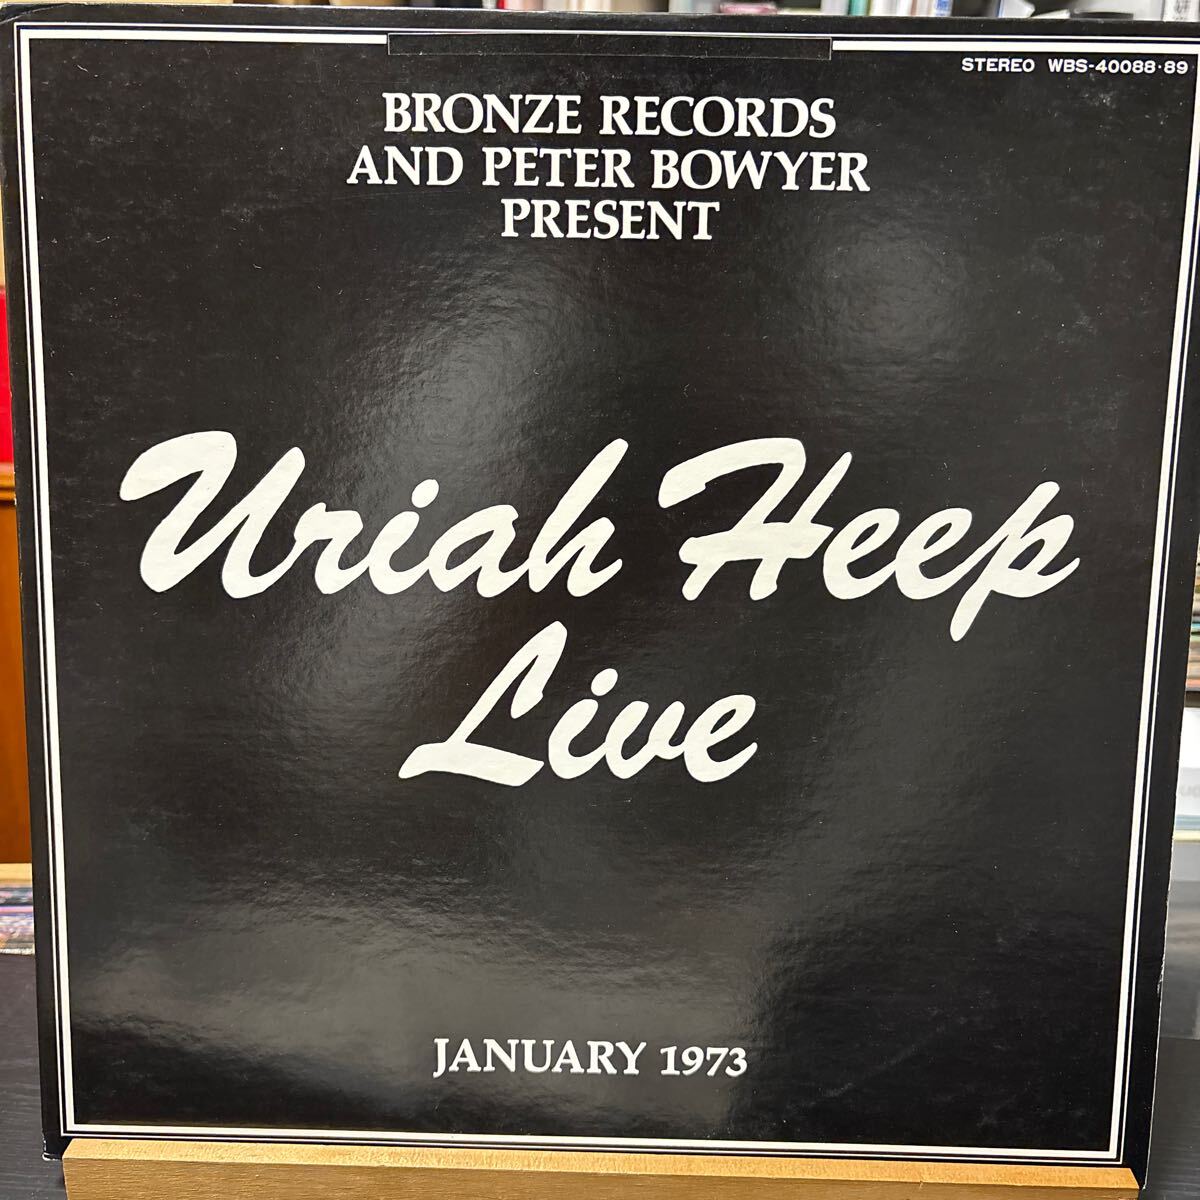 STEREO WBS-40088·89
BRONZE RECORDS
AND PETER BOWYER
PRESENT
Uriah Heep
Live
JANUARY 1973